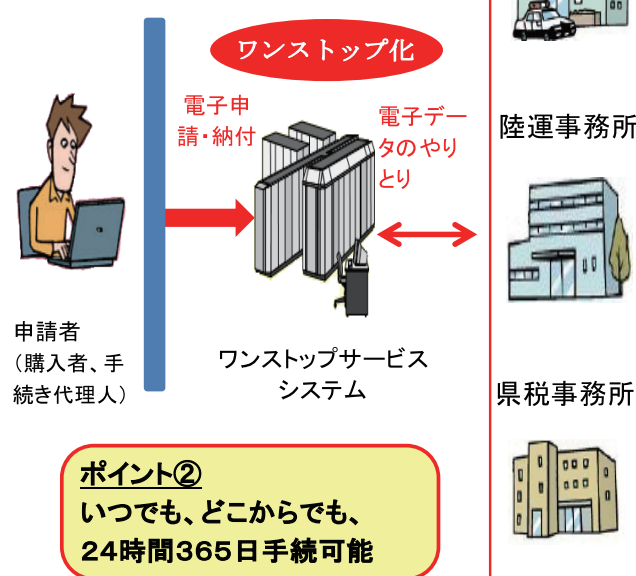 ワンストップ化
電子申
請・納付
電子デー
タのやり
とり
陸運事務所
申請者
（購入者、手
続き代理人）
ワンストップサービス
システム
県税事務所
ポイント②
いつでも、どこからでも、
２４時間３６５日手続可能